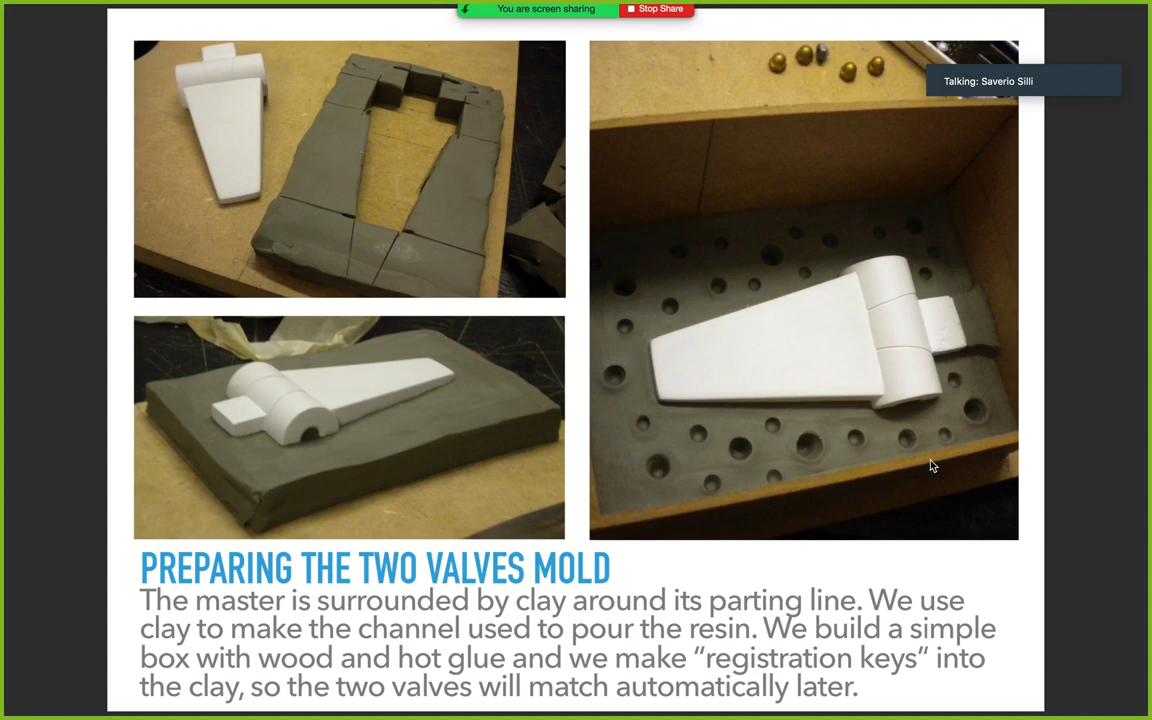 You are screen sharing
Stop Share
Talking: Saverio Silli
PREPARING THE TWO VALVES MOLD
The master is surrounded by clay around its parting line. We use
clay to make the channel used to pour the resin. We build a simple
box with wood and hot glue and we make “registration keys“ into
the clay, so the two valves will match automatically later.